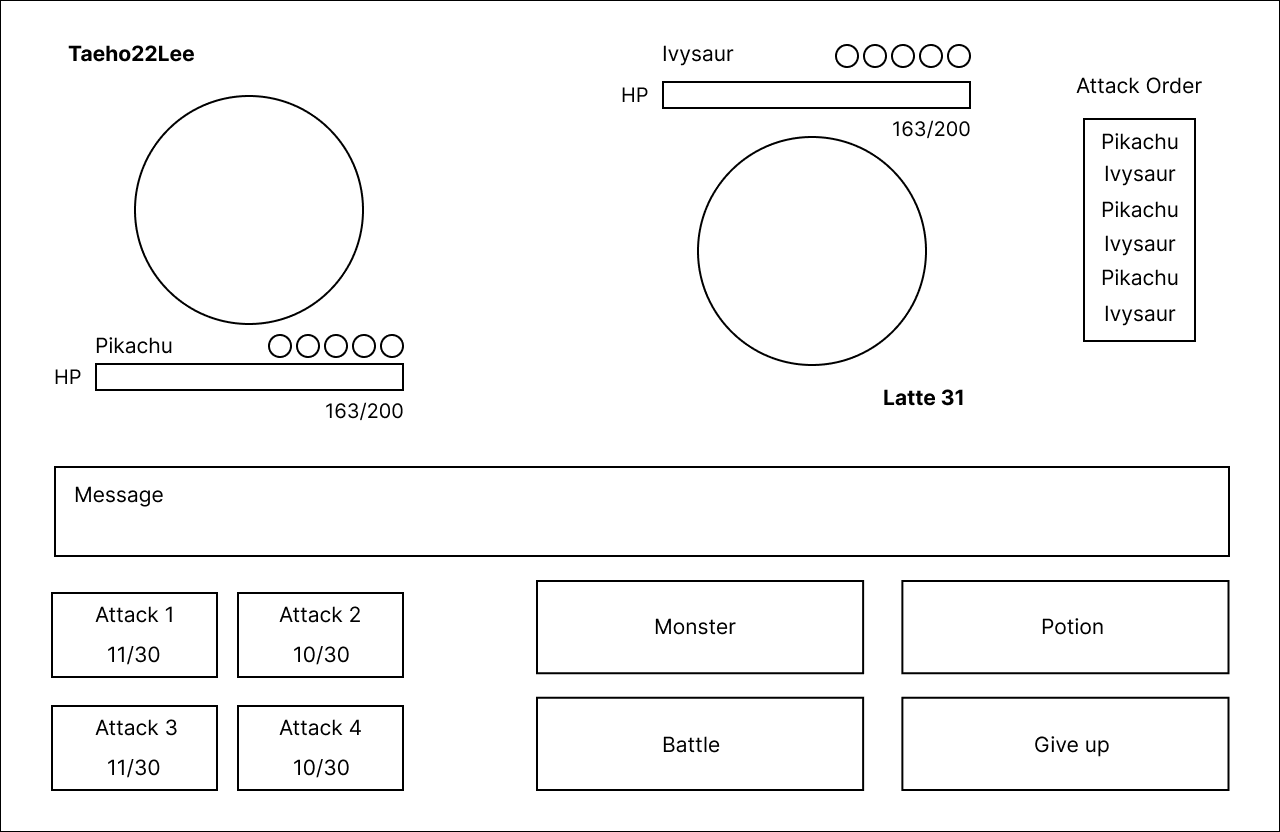 Taeho22Lee
Pikachu
HP
163/200
Ivysaur
HP
163/200
Latte 31
Attack Order
Pikachu
Ivysaur
Pikachu
Ivysaur
Pikachu
Ivysaur
Message
Attack 1
11/30
Attack 2
10/30
Attack 3
11/30
Attack 4
10/30
Monster
Potion
Battle
Give up